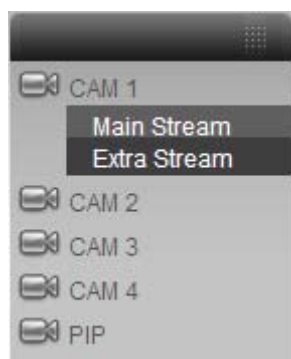 CAM 1
Main Stream
Extra Stream
CAM 2
CAM 3
CAM 4
PIP